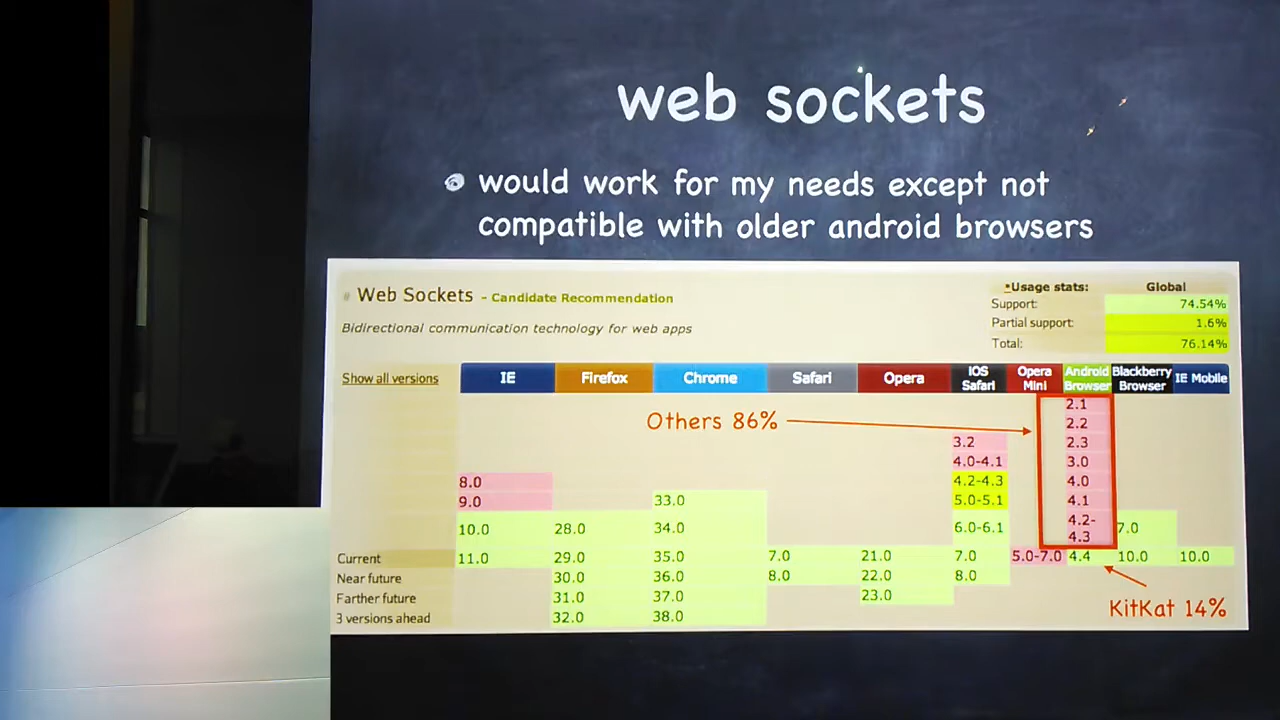 web sockets
would work for my needs except not
compatible with older android browsers
# Web Sockets - Candidate Recommendation
*Usage stats: Global
Support: 74.54%
Bidirectional communication technology for web apps
Partial support: 1.6%
Total: 76.14%
Show all versions IE Firefox Chrome Safari Opera iOS Safari Opera Mini Android Browser Blackberry Browser IE Mobile
2.1
Others 86%
2.2
3.2 2.3
4.0-4.1 3.0
8.0 4.2-4.3 4.0
9.0 33.0 5.0-5.1 4.1
10.0 28.0 34.0 6.0-6.1 4.2-4.3 7.0
Current 11.0 29.0 35.0 7.0 21.0 7.0 5.0-7.0 4.4 10.0 10.0
Near future 30.0 36.0 8.0 22.0 8.0
Farther future 31.0 37.0 23.0
KitKat 14%
3 versions ahead 32.0 38.0